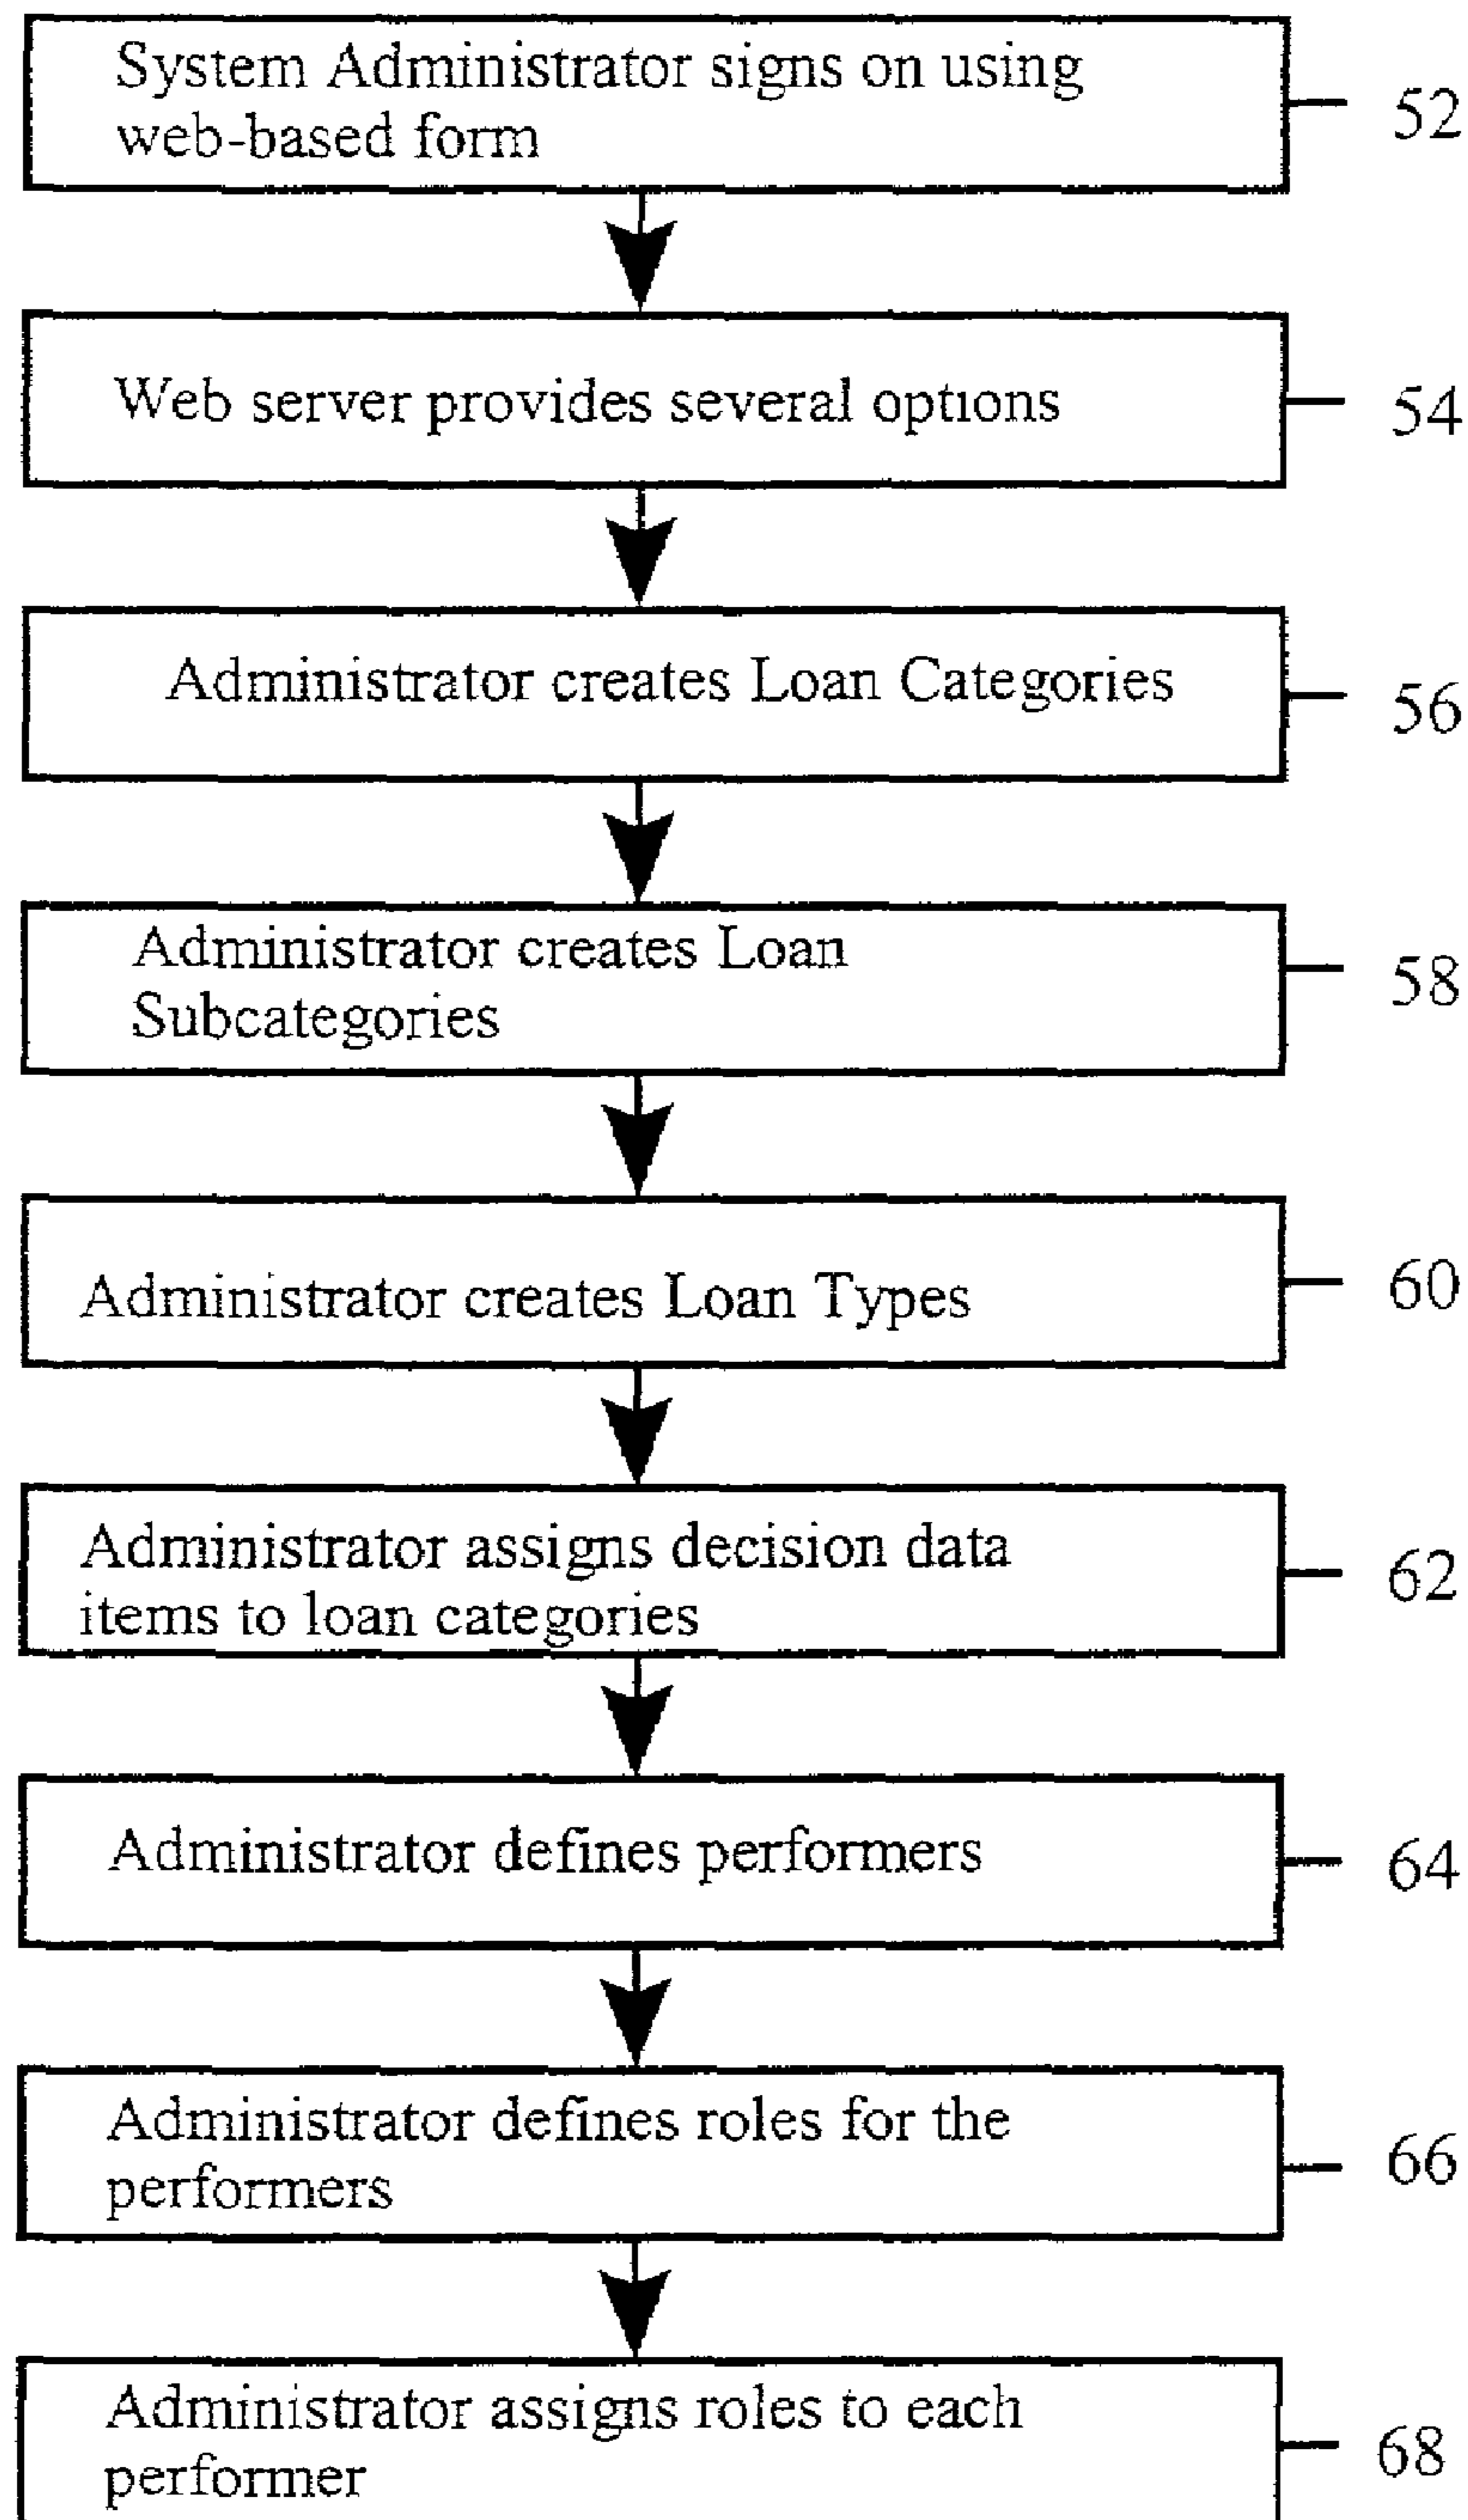 System Administrator signs on using
web-based form
52
Web server provides several options
54
Administrator creates Loan Categories
56
Administrator creates Loan
Subcategories
58
Administrator creates Loan Types
60
Administrator assigns decision data
items to loan categories
62
Administrator defines performers
64
Administrator defines roles for the
performers
66
Administrator assigns roles to each
performer
68